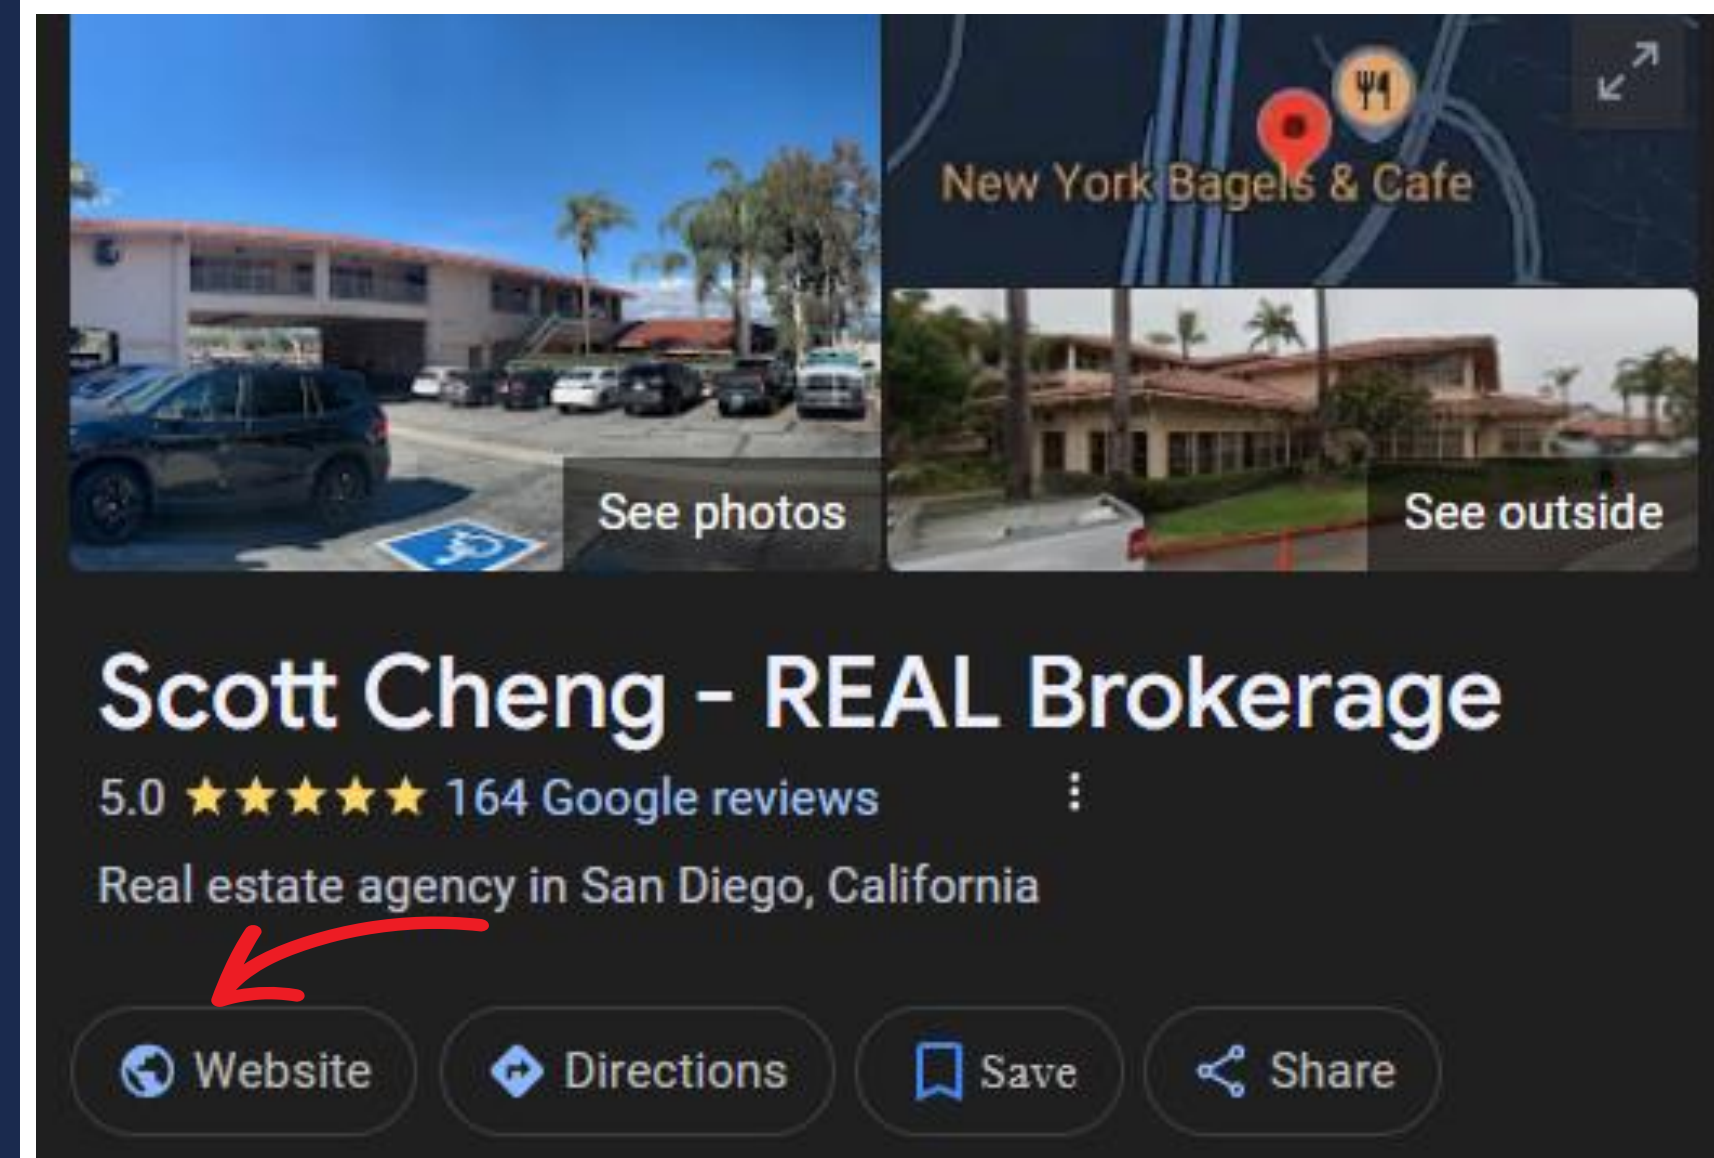 New York Bagels & Cafe
See photos
See outside
Scott Cheng - REAL Brokerage
5.0 164 Google reviews
Real estate agency in San Diego, California
Website Directions Save Share